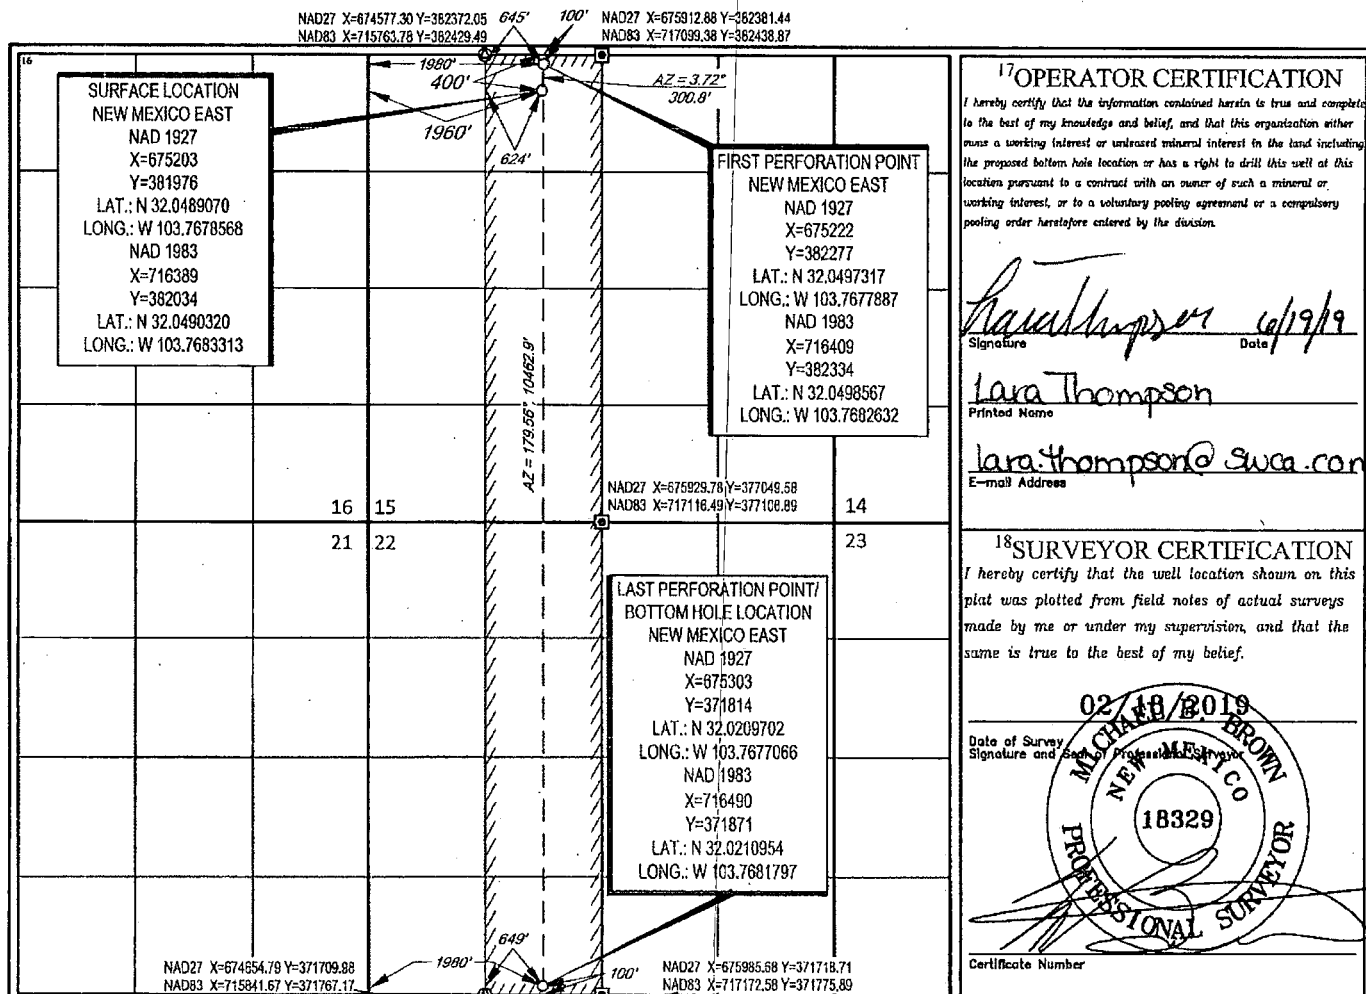 NAD27 X=674577.30 Y=382372.05
NAD83 X=715763.78 Y=382429.49
645'
100'
NAD27 X=675912.88 Y=382381.44
NAD83 X=717099.38 Y=382438.87
16
1980'
400'
1960'
624'
AZ = 3.72°
300.8'
SURFACE LOCATION
NEW MEXICO EAST
NAD 1927
X=675203
Y=381976
LAT.: N 32.0489070
LONG.: W 103.7678568
NAD 1983
X=716389
Y=382034
LAT.: N 32.0490320
LONG.: W 103.7683313
FIRST PERFORATION POINT
NEW MEXICO EAST
NAD 1927
X=675222
Y=382277
LAT.: N 32.0497317
LONG.: W 103.7677887
NAD 1983
X=716409
Y=382334
LAT.: N 32.0498567
LONG.: W 103.7682632
AZ = 179.56°, 10462.9'
NAD27 X=675929.78 Y=377049.58
NAD83 X=717116.49 Y=377106.89
16 15
14
21 22
23
LAST PERFORATION POINT/
BOTTOM HOLE LOCATION
NEW MEXICO EAST
NAD 1927
X=675303
Y=371814
LAT.: N 32.0209702
LONG.: W 103.7677066
NAD 1983
X=716490
Y=371871
LAT.: N 32.0210954
LONG.: W 103.7681797
649'
1980'
100'
NAD27 X=674654.79 Y=371709.88
NAD83 X=715841.67 Y=371767.17
NAD27 X=675985.68 Y=371718.71
NAD83 X=717172.58 Y=371775.89
17 OPERATOR CERTIFICATION
I hereby certify that the information contained herein is true and complete
to the best of my knowledge and belief, and that this organization either
owns a working interest or unleased mineral interest in the land including
the proposed bottom hole location or has a right to drill this well at this
location pursuant to a contract with an owner of such a mineral or
working interest, or to a voluntary pooling agreement or a compulsory
pooling order heretofore entered by the division.
Lara Thompson 6/19/19
Signature Date
Lara Thompson
Printed Name
lara.thompson@swca.com
E-mail Address
18 SURVEYOR CERTIFICATION
I hereby certify that the well location shown on this
plat was plotted from field notes of actual surveys
made by me or under my supervision, and that the
same is true to the best of my belief.
02/18/2019
Date of Survey
Signature and Seal of Professional Surveyor
MICHAEL B. BROWN
NEW MEXICO
18329
PROFESSIONAL SURVEYOR
Certificate Number